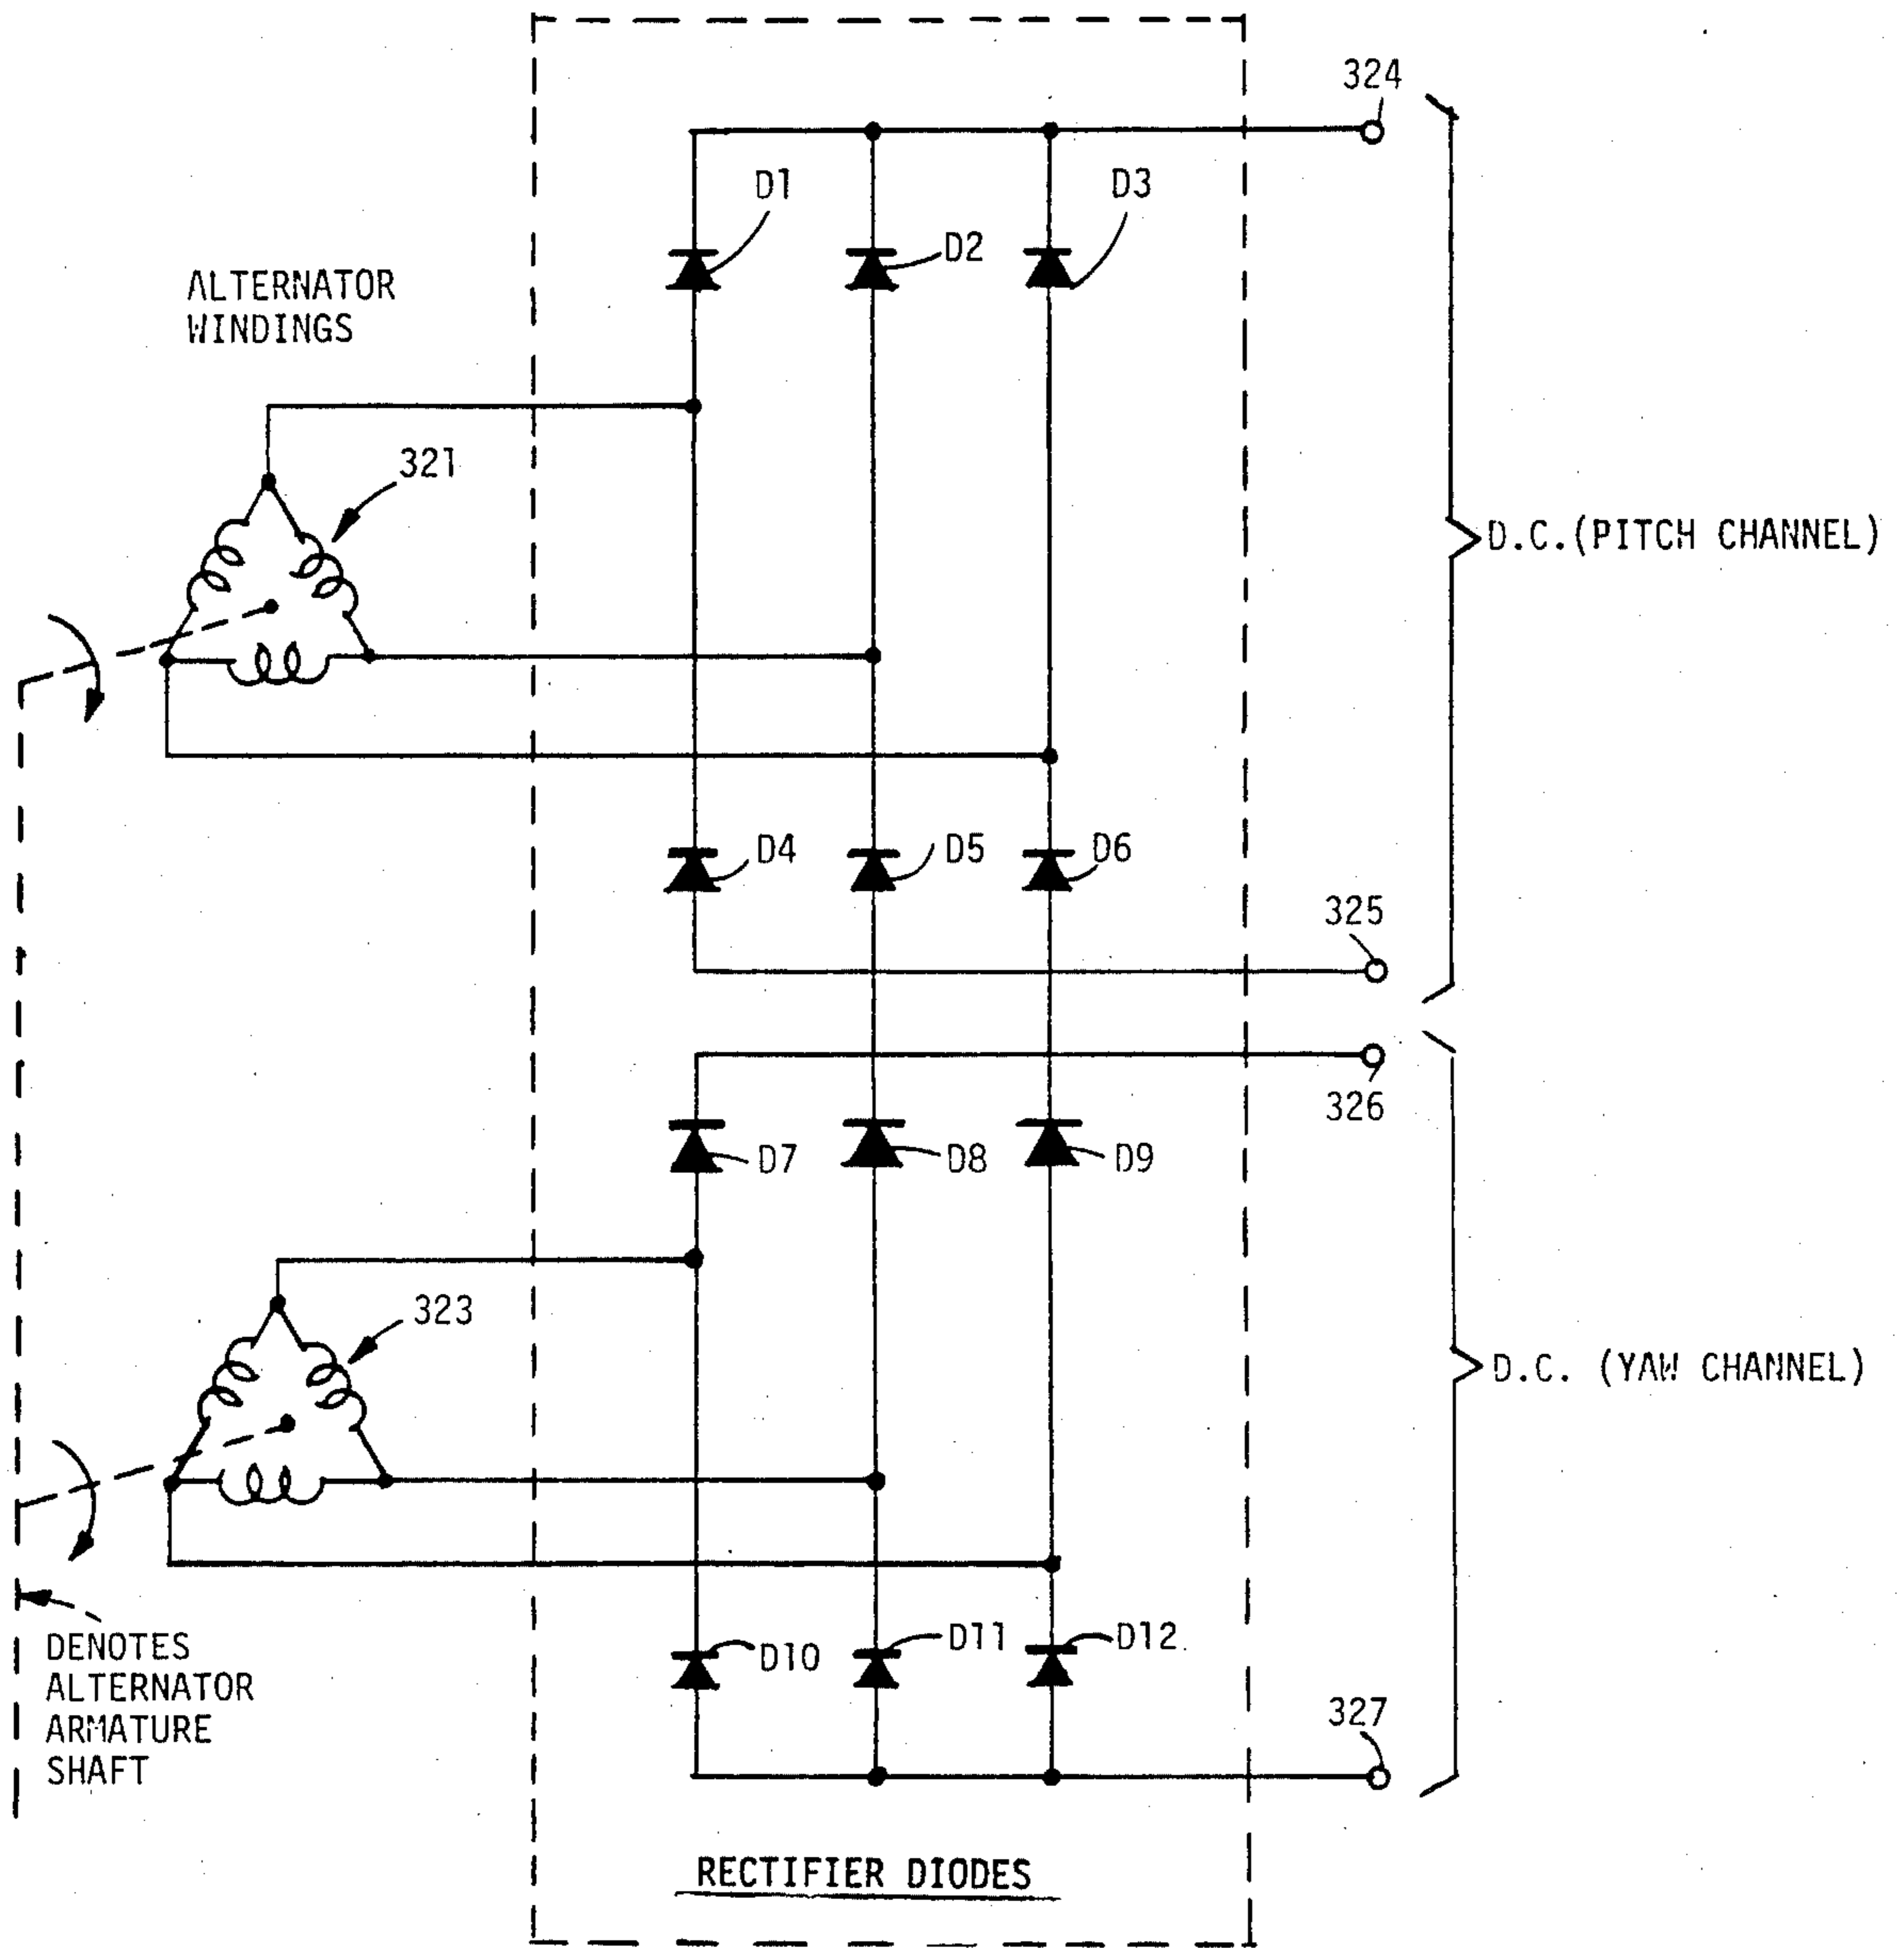 324
D1
D3
D2
ALTERNATOR
WINDINGS
321
D.C.(PITCH CHANNEL)
D4
D5
D6
325
326
D7
D8
D9
323
D.C. (YAW CHANNEL)
DENOTES
ALTERNATOR
ARMATURE
SHAFT
D10
D11
D12
327
RECTIFIER DIODES